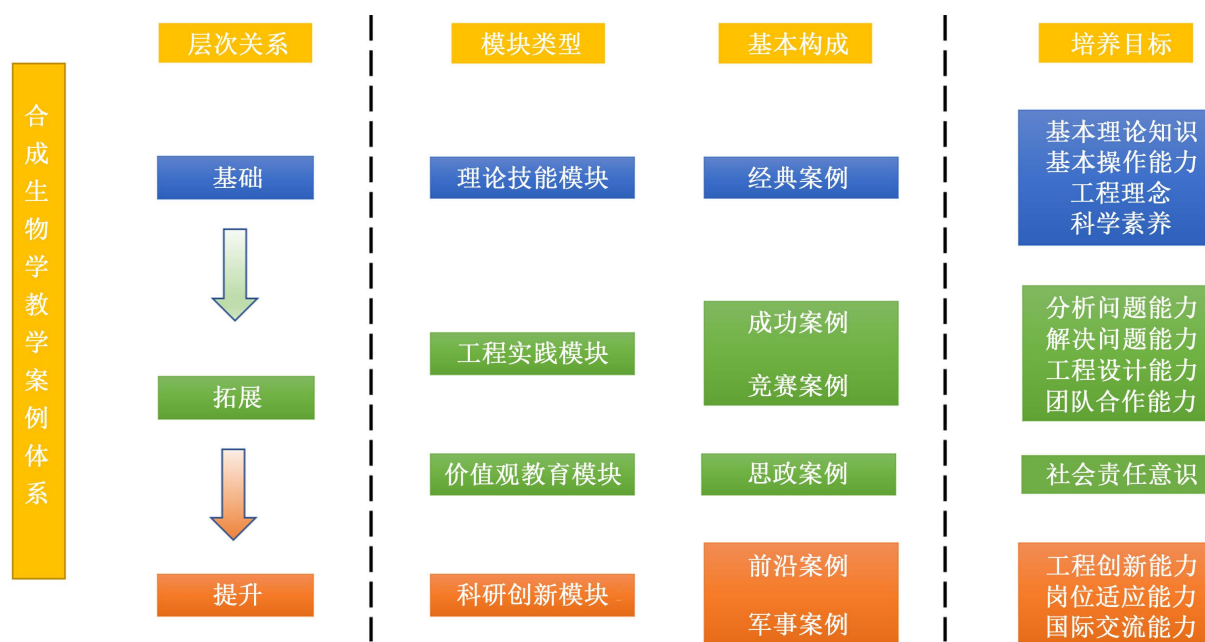 合成生物学教学案例体系
层次关系
模块类型
基本构成
培养目标
基础
理论技能模块
经典案例
基本理论知识
基本操作能力
工程理念
科学素养
拓展
工程实践模块
成功案例
竞赛案例
分析问题能力
解决问题能力
工程设计能力
团队合作能力
价值观教育模块
思政案例
社会责任意识
提升
科研创新模块
前沿案例
军事案例
工程创新能力
岗位适应能力
国际交流能力